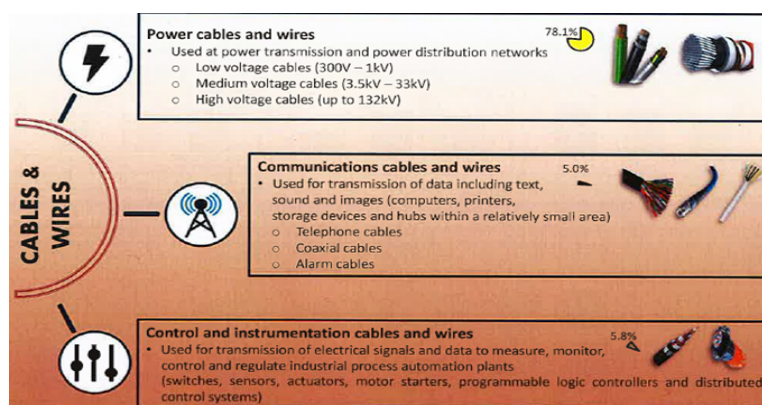 CABLES &
WIRES
Power cables and wires
78.1%
• Used at power transmission and power distribution networks
o Low voltage cables (300V – 1kV)
o Medium voltage cables (3.5kV – 33kV)
o High voltage cables (up to 132kV)
Communications cables and wires
5.0%
• Used for transmission of data including text,
sound and images (computers, printers,
storage devices and hubs within a relatively small area)
o Telephone cables
o Coaxial cables
o Alarm cables
Control and instrumentation cables and wires
5.8%
• Used for transmission of electrical signals and data to measure, monitor,
control and regulate industrial process automation plants
(switches, sensors, actuators, motor starters, programmable logic controllers and distributed
control systems)